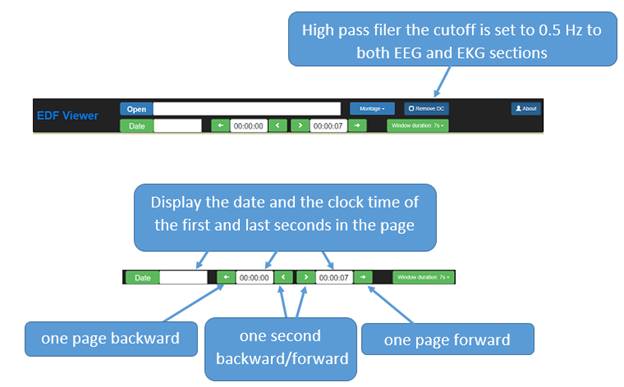 High pass filer the cutoff is set to 0.5 Hz to
both EEG and EKG sections
EDF Viewer
Open
Montage
Remove DC
About
Date
00:00:00
00:00:07
Window duration: 7s
Display the date and the clock time of
the first and last seconds in the page
Date
00:00:00
00:00:07
Window duration: 7s
one page backward
one second
backward/forward
one page forward